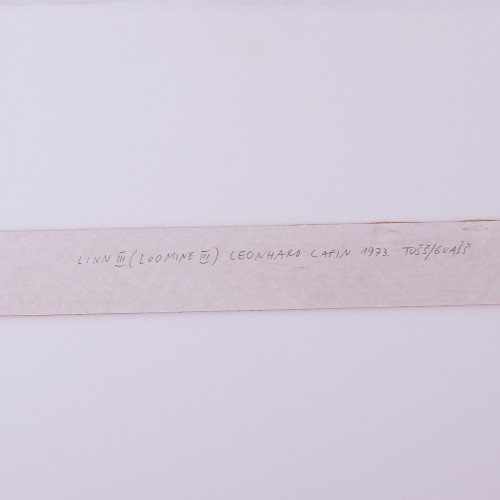 LINN III (LOOMINE III) LEONHARD LAPIN 1973. TUŠŠ/GUAŠŠ